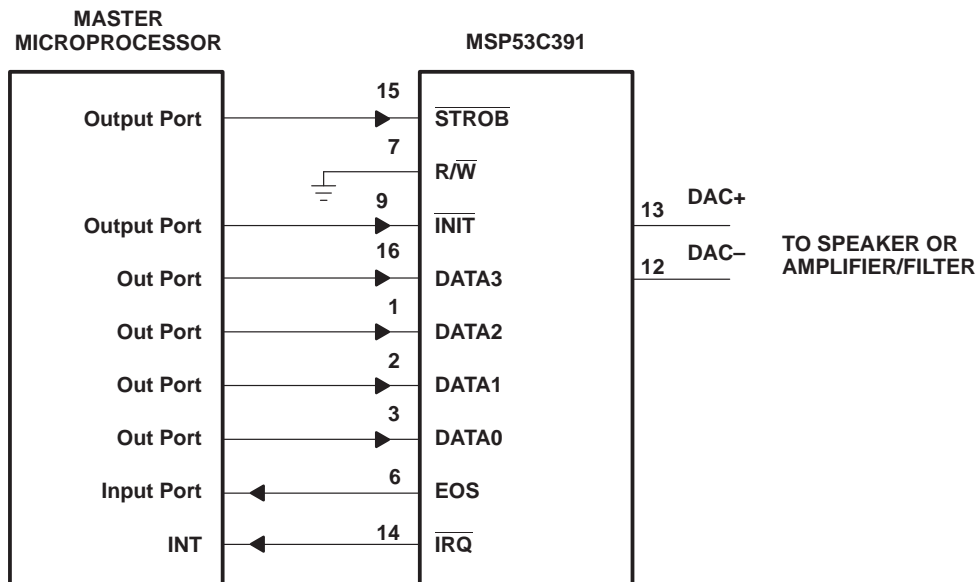 MASTER
MICROPROCESSOR
MSP53C391
Output Port
15
STROB
7
R/W
Output Port
9
INIT
Out Port
16
DATA3
Out Port
1
DATA2
Out Port
2
DATA1
Out Port
3
DATA0
Input Port
6
EOS
INT
14
IRQ
13
DAC+
12
DAC–
TO SPEAKER OR
AMPLIFIER/FILTER